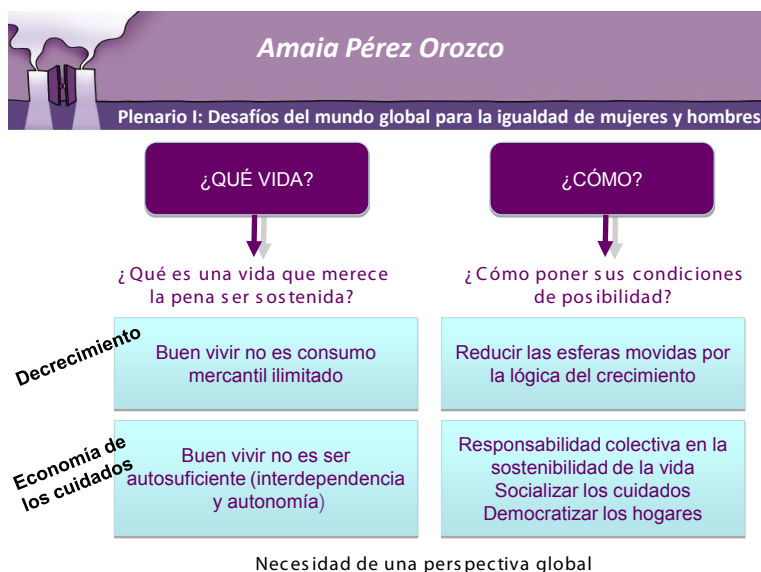 Amaia Pérez Orozco
Plenario I: Desafíos del mundo global para la igualdad de mujeres y hombres
¿QUÉ VIDA?
¿CÓMO?
¿Qué es una vida que merece
la pena ser sostenida?
¿Cómo poner sus condiciones
de posibilidad?
Decrecimiento
Buen vivir no es consumo
mercantil ilimitado
Reducir las esferas movidas por
la lógica del crecimiento
Economía de
los cuidados
Buen vivir no es ser
autosuficiente (interdependencia
y autonomía)
Responsabilidad colectiva en la
sostenibilidad de la vida
Socializar los cuidados
Democratizar los hogares
Necesidad de una perspectiva global